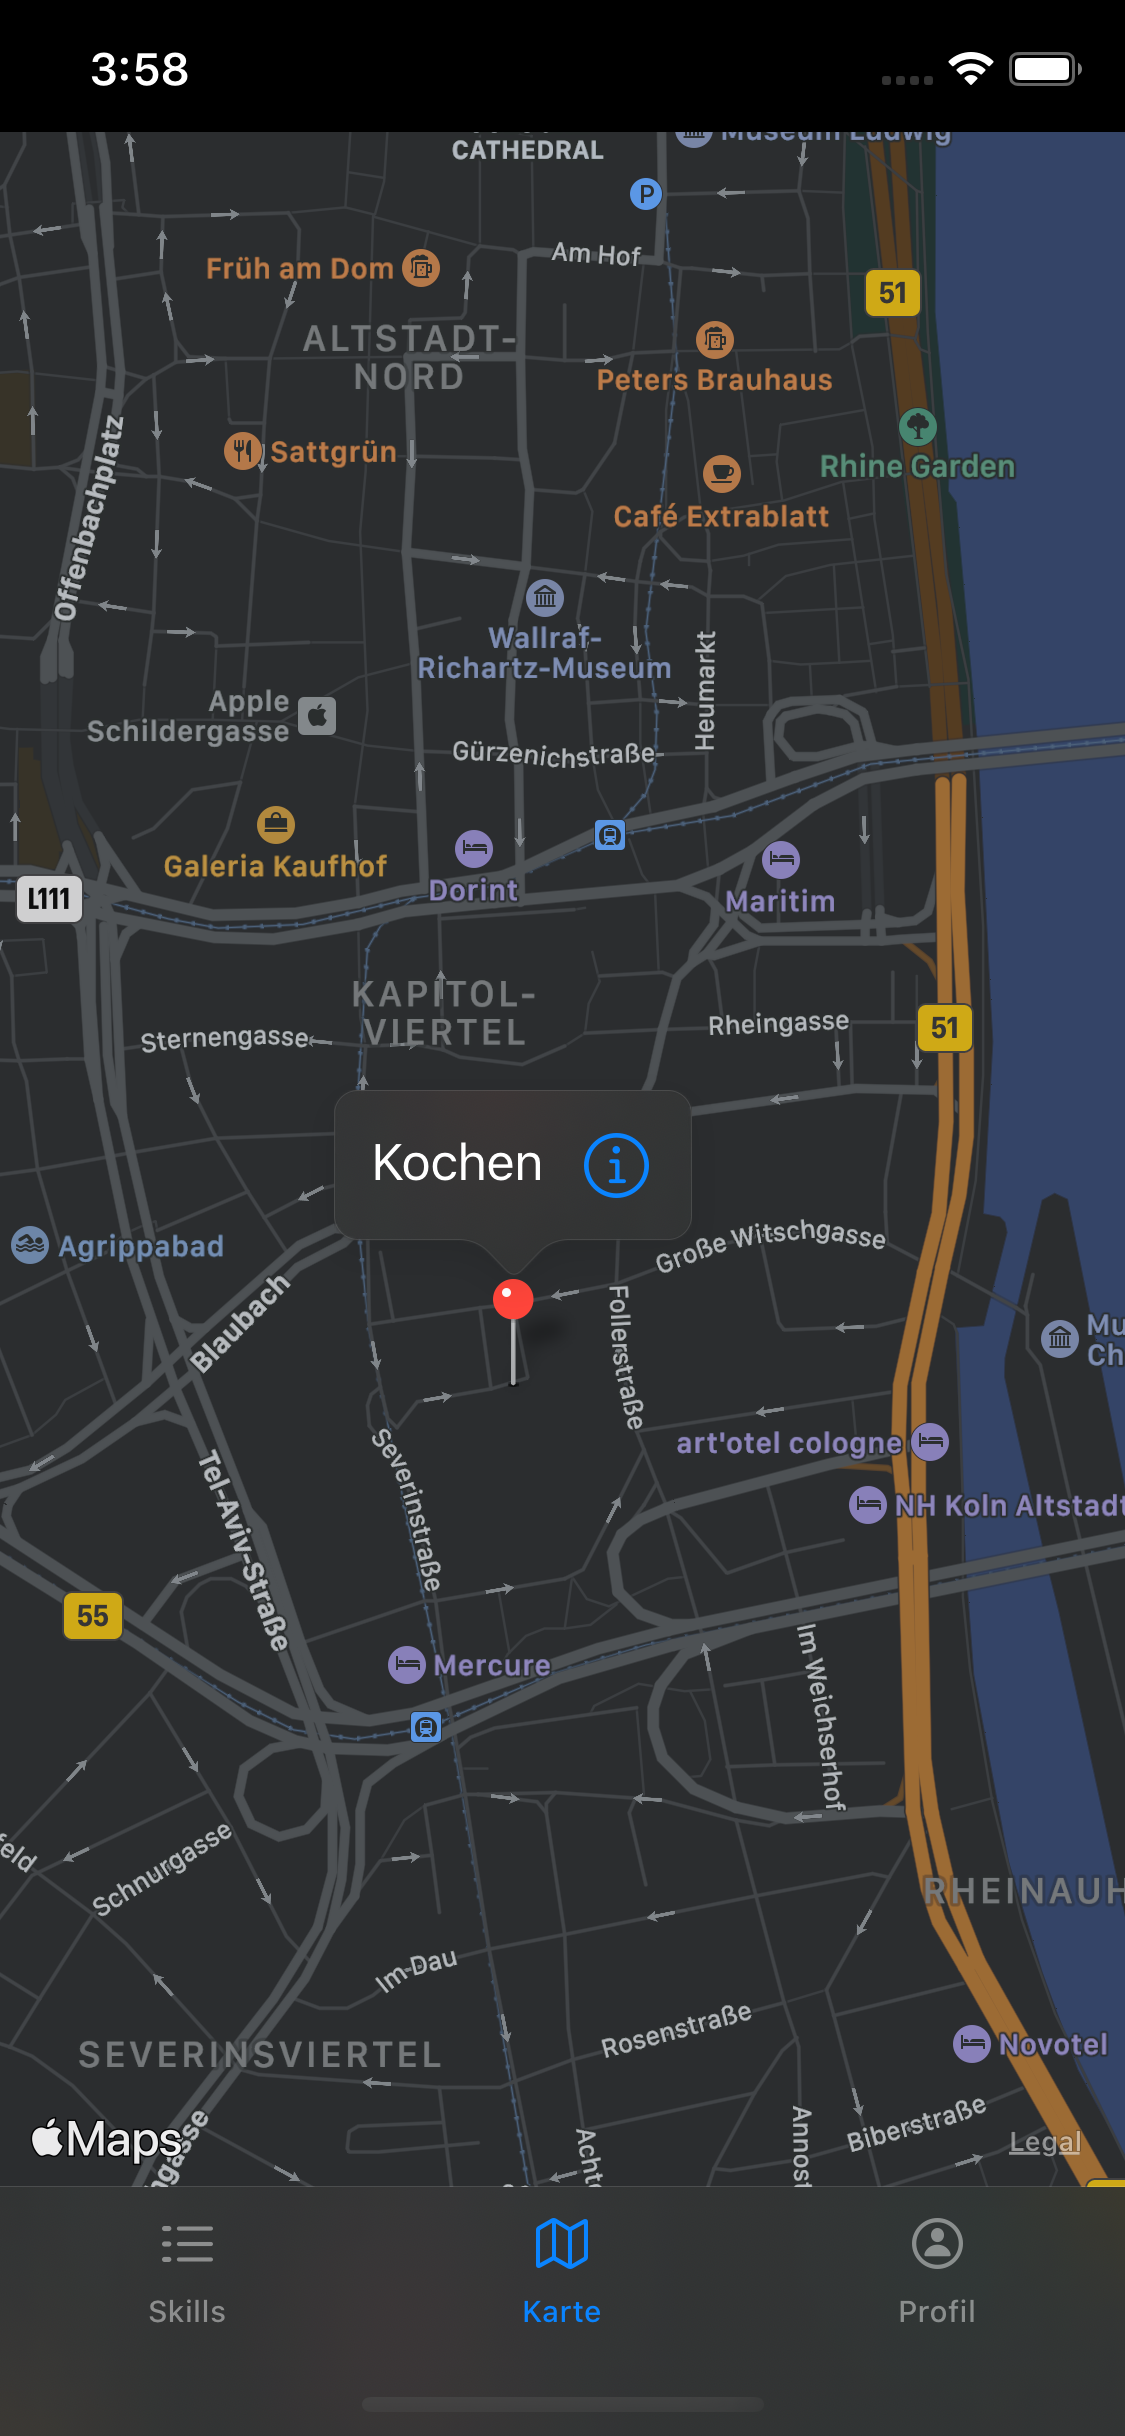 3:58
CATHEDRAL
Museum Ludwig
P
Am Hof
Früh am Dom
51
ALTSTADT-
NORD
Peters Brauhaus
Offenbachplatz
Sattgrün
Rhine Garden
Café Extrablatt
Wallraf-
Richartz-Museum
Heumarkt
Apple
Schildergasse
Gürzenichstraße
Galeria Kaufhof
Dorint
L111
Maritim
KAPITOL-
VIERTEL
Sternengasse
Rheingasse
51
Kochen
Agrippabad
Große Witschgasse
Blaubach
Follerstraße
Mu
Ch
art'otel cologne
Severinstraße
Tel-Aviv-Straße
NH Koln Altstadt
55
Mercure
Im Weichserhof
feld
Schnurgasse
RHEINAUH
Im Dau
Rosenstraße
SEVERINSVIERTEL
Novotel
Biberstraße
Maps
ngasse
Achte
Annost
Legal
Skills
Karte
Profil